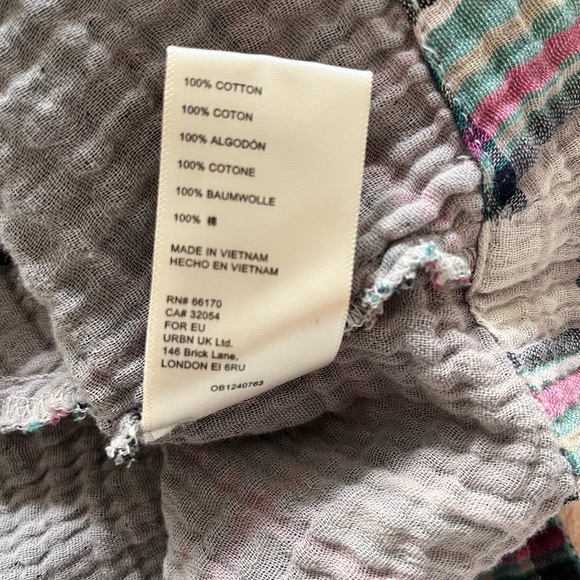 100% COTTON
100% COTON
100% ALGODÓN
100% COTONE
100% BAUMWOLLE
100% 棉
MADE IN VIETNAM
HECHO EN VIETNAM
RN# 66170
CA# 32054
FOR EU
URBN UK Ltd.
146 Brick Lane,
LONDON EI 6RU
OB1240763